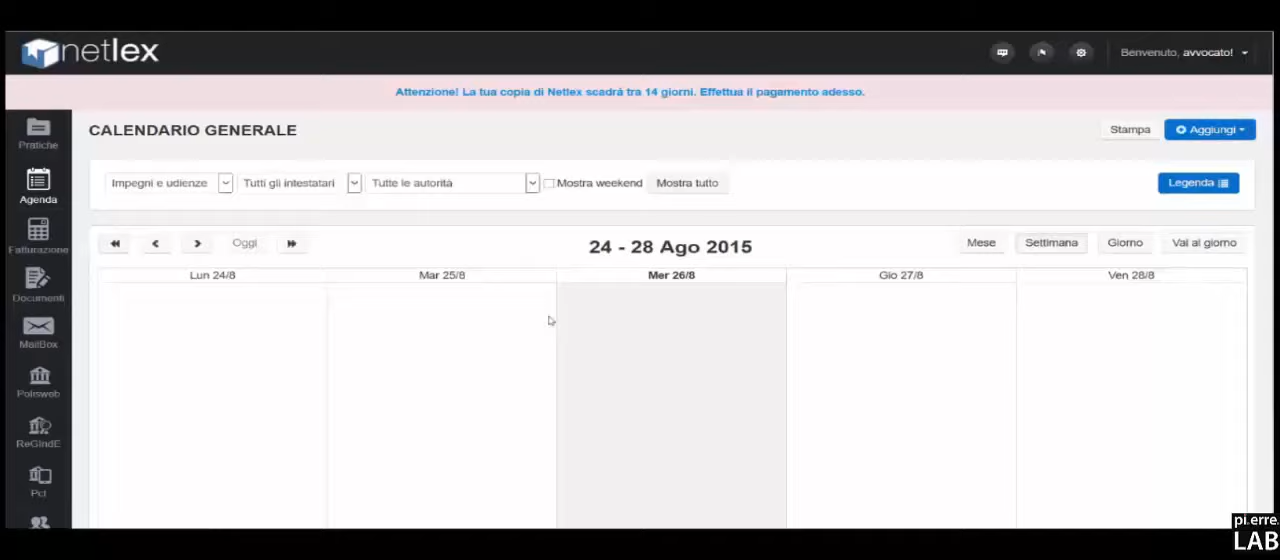 netlex
Benvenuto, avvocato!
Attenzione! La tua copia di Netlex scadrà tra 14 giorni. Effettua il pagamento adesso.
Pratiche
Agenda
Fatturazione
Documenti
MailBox
Polisweb
ReGIndE
Pct
CALENDARIO GENERALE
Stampa
Aggiungi
Impegni e udienze
Tutti gli intestatari
Tutte le autorità
Mostra weekend
Mostra tutto
Legenda
Oggi
24 - 28 Ago 2015
Mese
Settimana
Giorno
Vai al giorno
Lun 24/8
Mar 25/8
Mer 26/8
Gio 27/8
Ven 28/8
pi.erre.
LAB